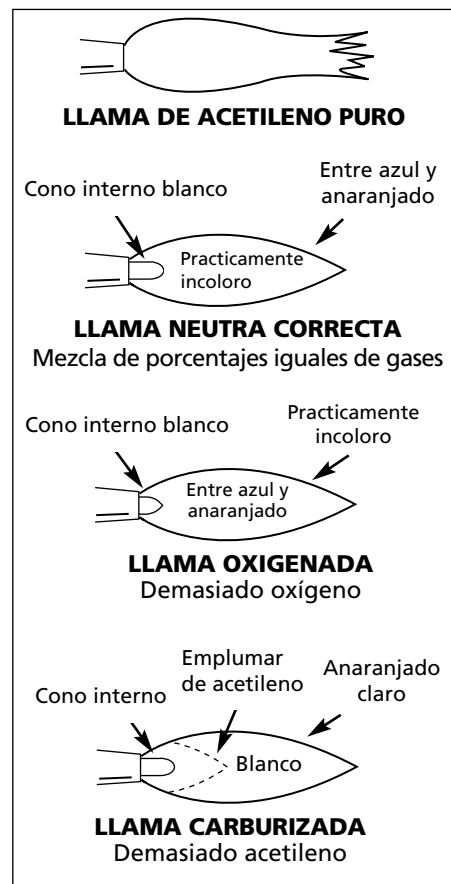 LLAMA DE ACETILENO PURO
Cono interno blanco
Entre azul y
anaranjado
Practicamente
incoloro
LLAMA NEUTRA CORRECTA
Mezcla de porcentajes iguales de gases
Cono interno blanco
Practicamente
incoloro
Entre azul y
anaranjado
LLAMA OXIGENADA
Demasiado oxígeno
Cono interno
Emplumar
de acetileno
Anaranjado
claro
Blanco
LLAMA CARBURIZADA
Demasiado acetileno